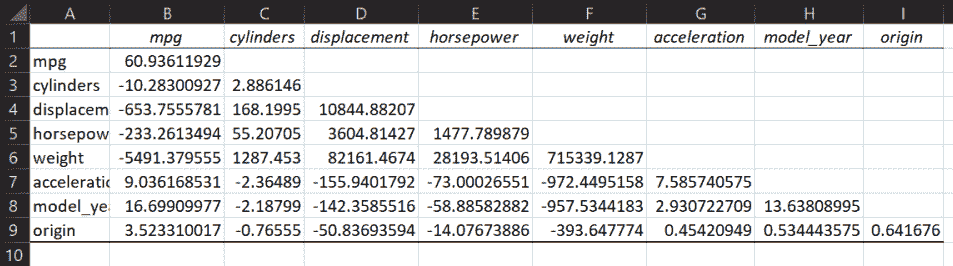 A B C D E F G H I
1 mpg cylinders displacement horsepower weight acceleration model_year origin
2 mpg 60.93611929
3 cylinders -10.28300927 2.886146
4 displacem -653.7555781 168.1995 10844.88207
5 horsepow -233.2613494 55.20705 3604.81427 1477.789879
6 weight -5491.379555 1287.453 82161.4674 28193.51406 715339.1287
7 acceleratic 9.036168531 -2.36489 -155.9401792 -73.00026551 -972.4495158 7.585740575
8 model_ye 16.69909977 -2.18799 -142.3585516 -58.88582882 -957.5344183 2.930722709 13.63808995
9 origin 3.523310017 -0.76555 -50.83693594 -14.07673886 -393.647774 0.45420949 0.534443575 0.641676
10